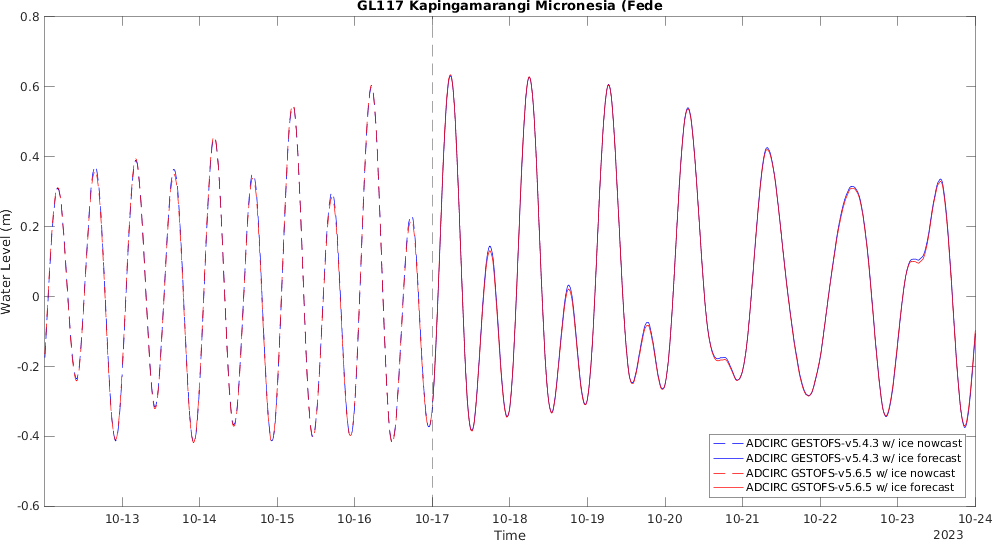 GL117 Kapingamarangi Micronesia (Fede
Water Level (m)
0.8
0.6
0.4
0.2
0
-0.2
-0.4
-0.6
ADCIRC GESTOFS-v5.4.3 w/ ice nowcast
ADCIRC GESTOFS-v5.4.3 w/ ice forecast
ADCIRC GSTOFS-v5.6.5 w/ ice nowcast
ADCIRC GSTOFS-v5.6.5 w/ ice forecast
10-13 10-14 10-15 10-16 10-17 10-18 10-19 10-20 10-21 10-22 10-23 10-24
Time
2023